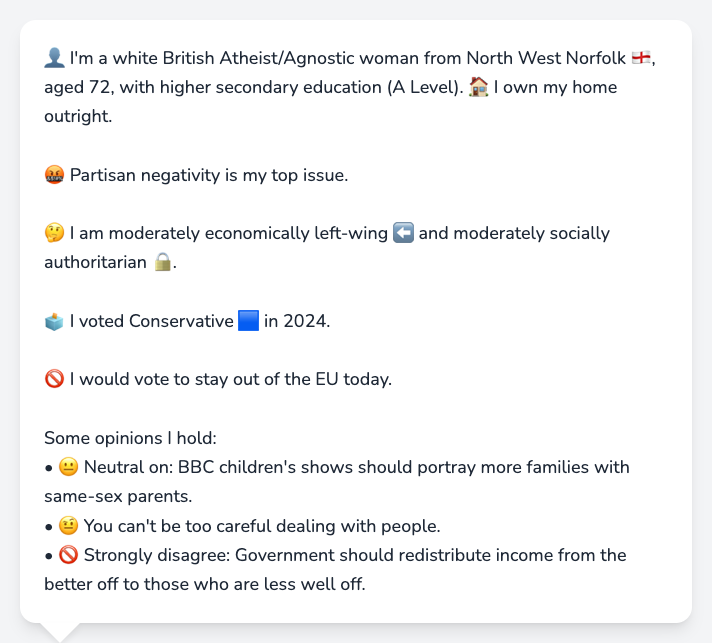 👤 I'm a white British Atheist/Agnostic woman from North West Norfolk 🏴󠁧󠁢󠁥󠁮󠁧󠁿,
aged 72, with higher secondary education (A Level). 🏠 I own my home
outright.
🤬 Partisan negativity is my top issue.
🤔 I am moderately economically left-wing ⬅️ and moderately socially
authoritarian 🔒.
🗳️ I voted Conservative 🟦 in 2024.
🚫 I would vote to stay out of the EU today.
Some opinions I hold:
• 😐 Neutral on: BBC children's shows should portray more families with
same-sex parents.
• 🤨 You can't be too careful dealing with people.
• 🚫 Strongly disagree: Government should redistribute income from the
better off to those who are less well off.